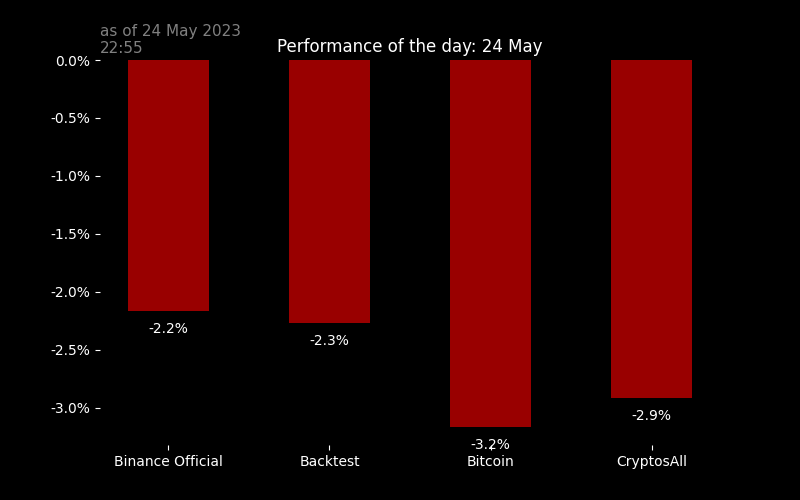 as of 24 May 2023
22:55
Performance of the day: 24 May
0.0%
-0.5%
-1.0%
-1.5%
-2.0%
-2.5%
-3.0%
-2.2%
-2.3%
-3.2%
-2.9%
Binance Official
Backtest
Bitcoin
CryptosAll